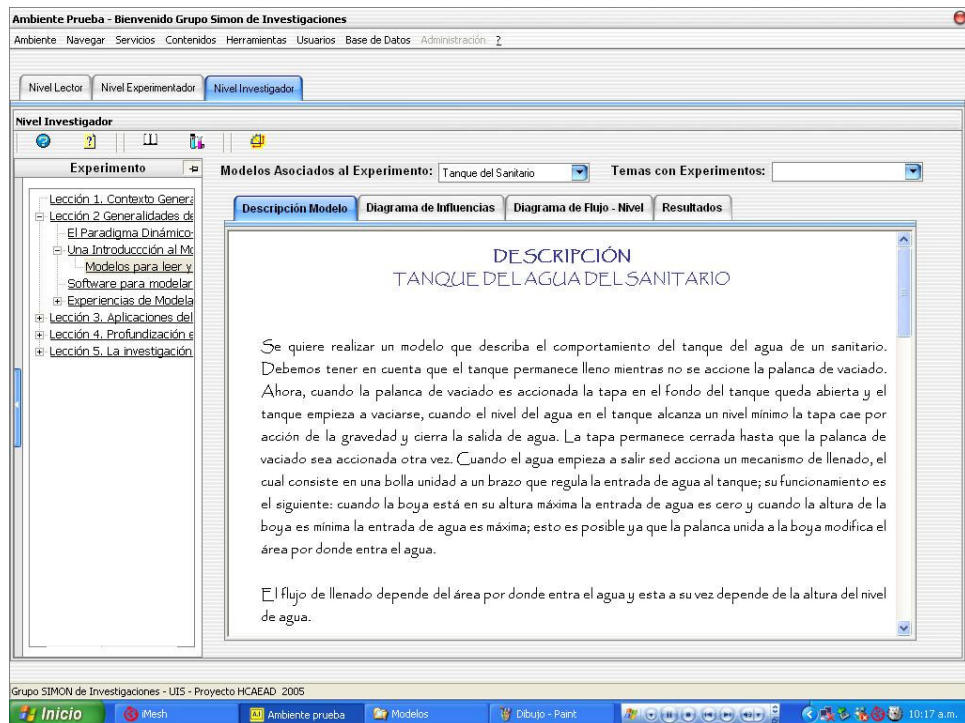 Ambiente Prueba - Bienvenido Grupo Simon de Investigaciones
Ambiente Navegar Servicios Contenidos Herramientas Usuarios Base de Datos Administración ?
Nivel Lector Nivel Experimentador Nivel Investigador
Nivel Investigador
Experimento
Modelos Asociados al Experimento: Tanque del Sanitario Temas con Experimentos:
Lección 1. Contexto Genera
Lección 2 Generalidades de
El Paradigma Dinámico-
Una Introduccción al Mo
Modelos para leer y
Software para modelar
Experiencias de Modela
Lección 3. Aplicaciones del
Lección 4. Profundización e
Lección 5. La investigación
Descripción Modelo Diagrama de Influencias Diagrama de Flujo - Nivel Resultados
DESCRIPCIÓN
TANQUE DEL AGUA DEL SANITARIO
Se quiere realizar un modelo que describa el comportamiento del tanque del agua de un sanitario.
Debemos tener en cuenta que el tanque permanece lleno mientras no se accione la palanca de vaciado.
Ahora, cuando la palanca de vaciado es accionada la tapa en el fondo del tanque queda abierta y el
tanque empieza a vaciarse, cuando el nivel del agua en el tanque alcanza un nivel mínimo la tapa cae por
acción de la gravedad y cierra la salida de agua. La tapa permanece cerrada hasta que la palanca de
vaciado sea accionada otra vez. Cuando el agua empieza a salir sed acciona un mecanismo de llenado, el
cual consiste en una bolla unidad a un brazo que regula la entrada de agua al tanque; su funcionamiento es
el siguiente: cuando la boya está en su altura máxima la entrada de agua es cero y cuando la altura de la
boya es mínima la entrada de agua es máxima; esto es posible ya que la palanca unida a la boya modifica el
área por donde entra el agua.
El flujo de llenado depende del área por donde entra el agua y esta a su vez depende de la altura del nivel
de agua.
Grupo SIMON de Investigaciones - UIS - Proyecto HCAEAD 2005
Inicio iMesh Ambiente prueba Modelos Dibujo - Paint 10:17 a.m.